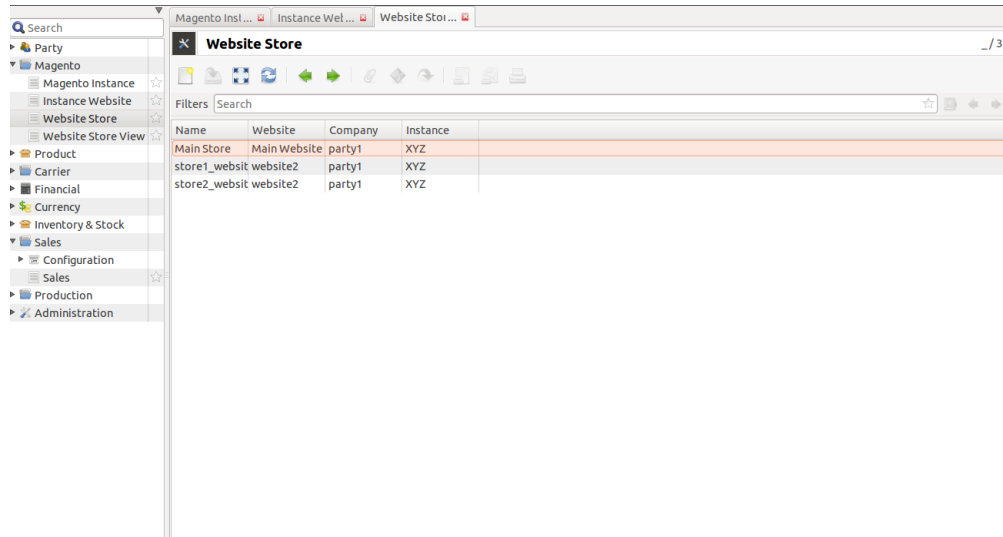 Search
Party
Magento
Magento Instance
Instance Website
Website Store
Website Store View
Product
Carrier
Financial
Currency
Inventory & Stock
Sales
Configuration
Sales
Production
Administration
Magento Inst... Instance Wel... Website Stor...
Website Store
_/3
Filters Search
Name Website Company Instance
Main Store Main Website party1 XYZ
store1_websit website2 party1 XYZ
store2_websit website2 party1 XYZ